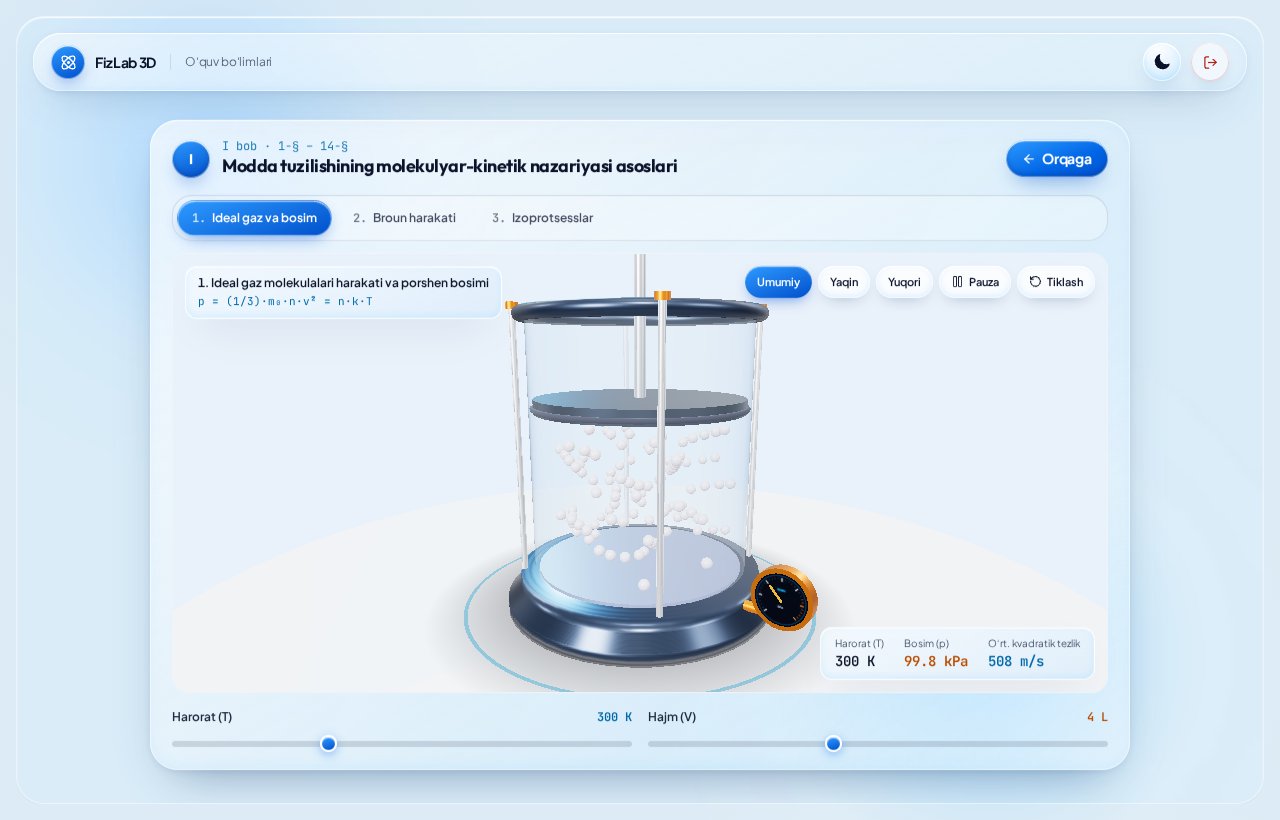 FizLab 3D
O'quv bo'limlari
I
I bob · 1-§ – 14-§
Modda tuzilishining molekulyar-kinetik nazariyasi asoslari
← Orqaga
1. Ideal gaz va bosim
2. Broun harakati
3. Izoprotsesslar
1. Ideal gaz molekulalari harakati va porshen bosimi
p = (1/3)·m₀·n·v² = n·k·T
Umumiy
Yaqin
Yuqori
Pauza
Tiklash
Harorat (T)
300 K
Bosim (p)
99.8 kPa
O'rt. kvadratik tezlik
508 m/s
Harorat (T)
300 K
Hajm (V)
4 L